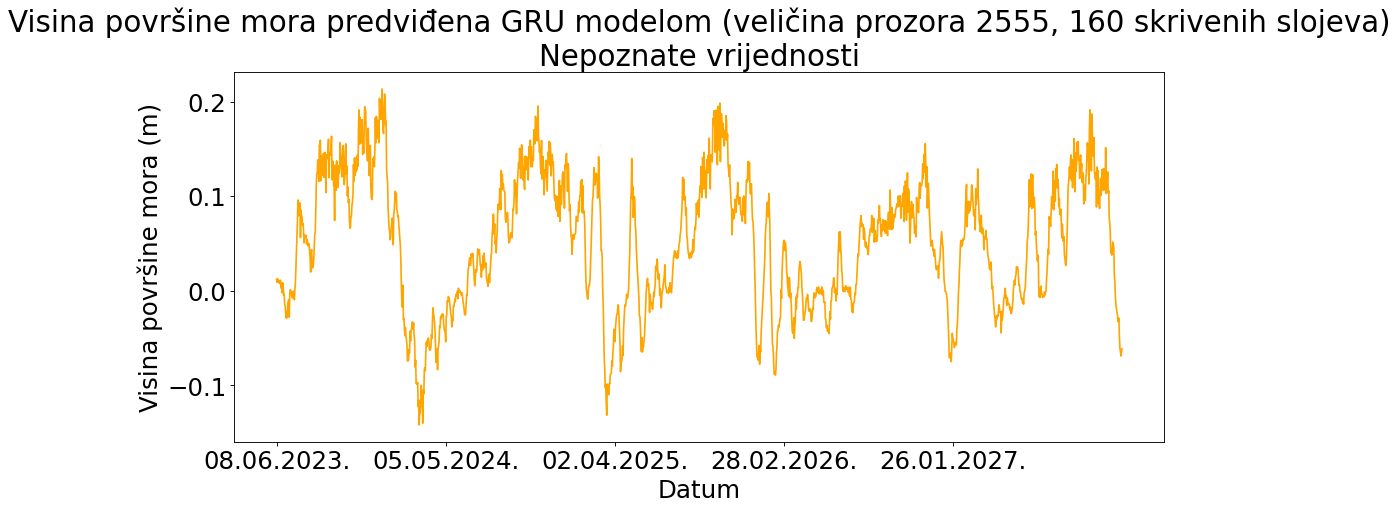 Visina površine mora predviđena GRU modelom (veličina prozora 2555, 160 skrivenih slojeva)
Nepoznate vrijednosti
Visina površine mora (m)
0.2
0.1
0.0
−0.1
08.06.2023. 05.05.2024. 02.04.2025. 28.02.2026. 26.01.2027.
Datum